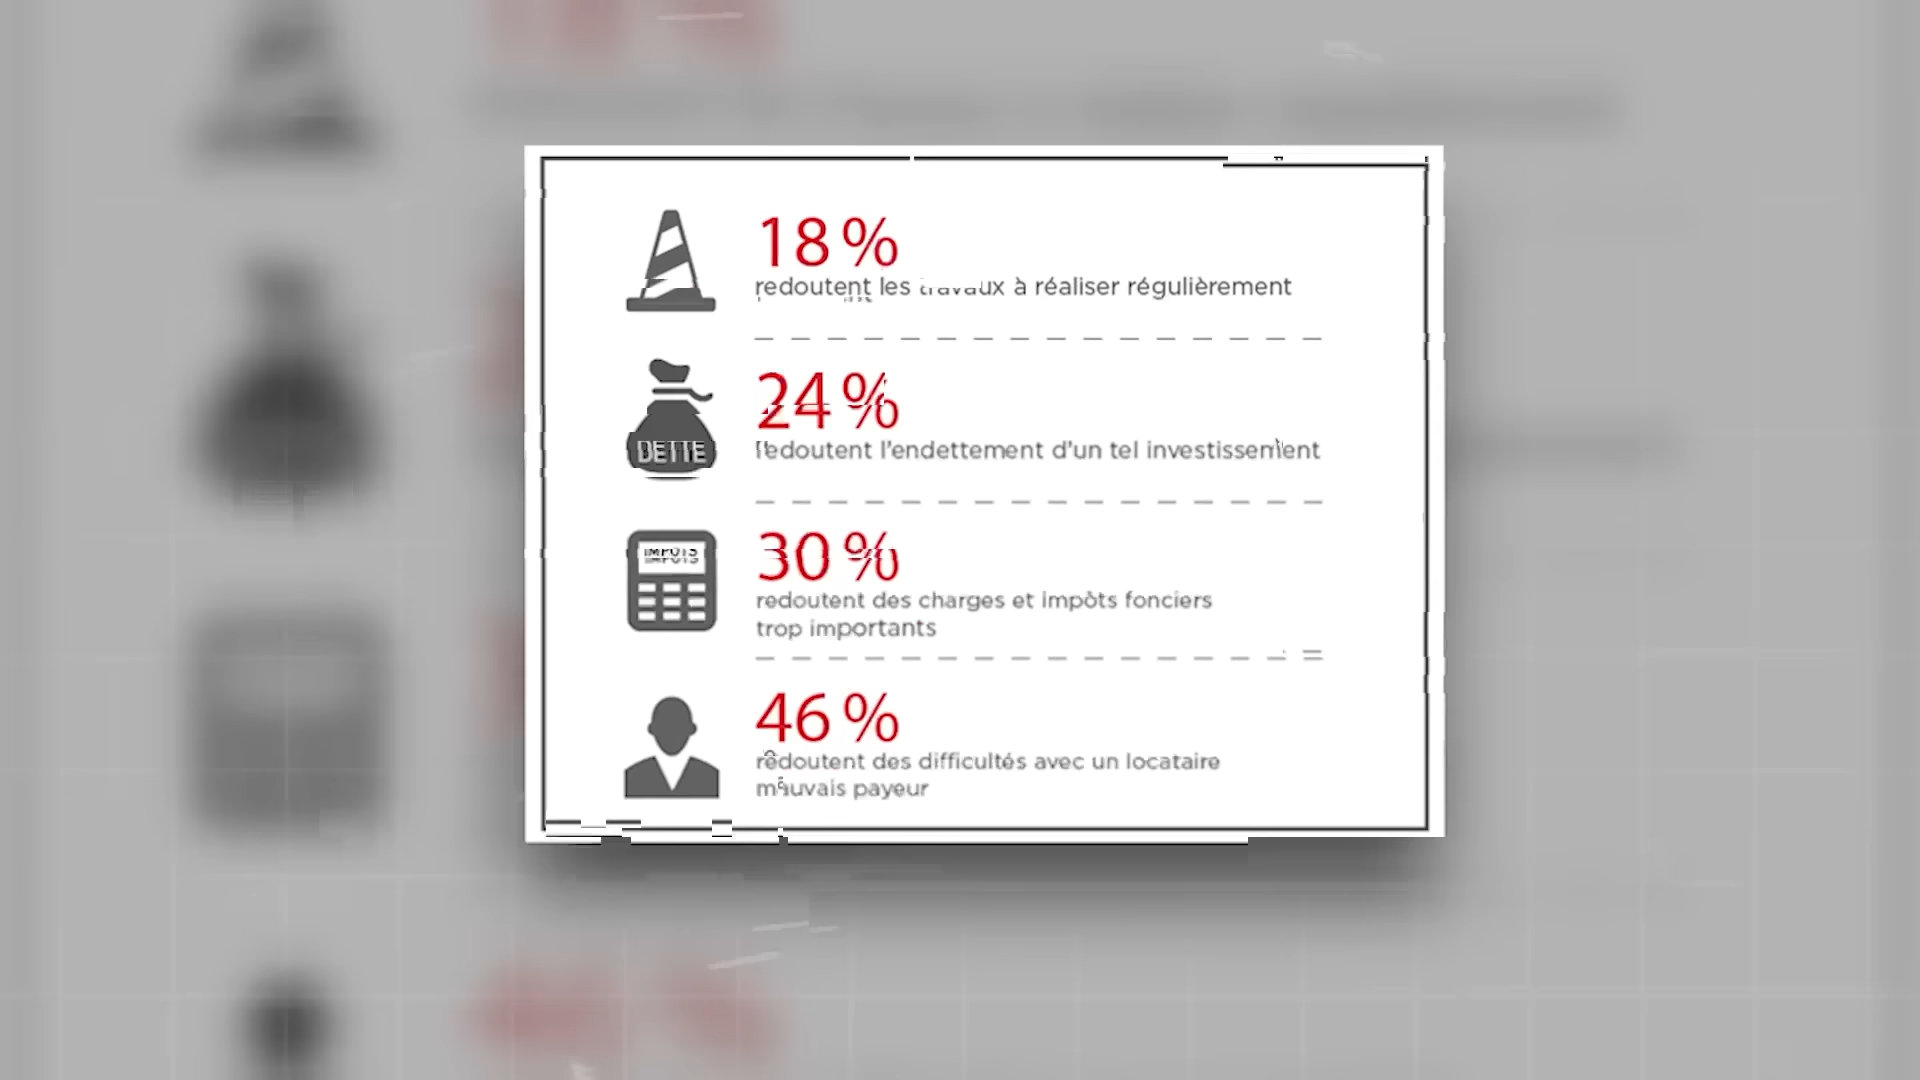 18 %
redoutent les travaux à réaliser régulièrement
24 %
DETTE
redoutent l'endettement d'un tel investissement
30 %
IMPOTS
redoutent des charges et impôts fonciers
trop importants
46 %
redoutent des difficultés avec un locataire
mauvais payeur